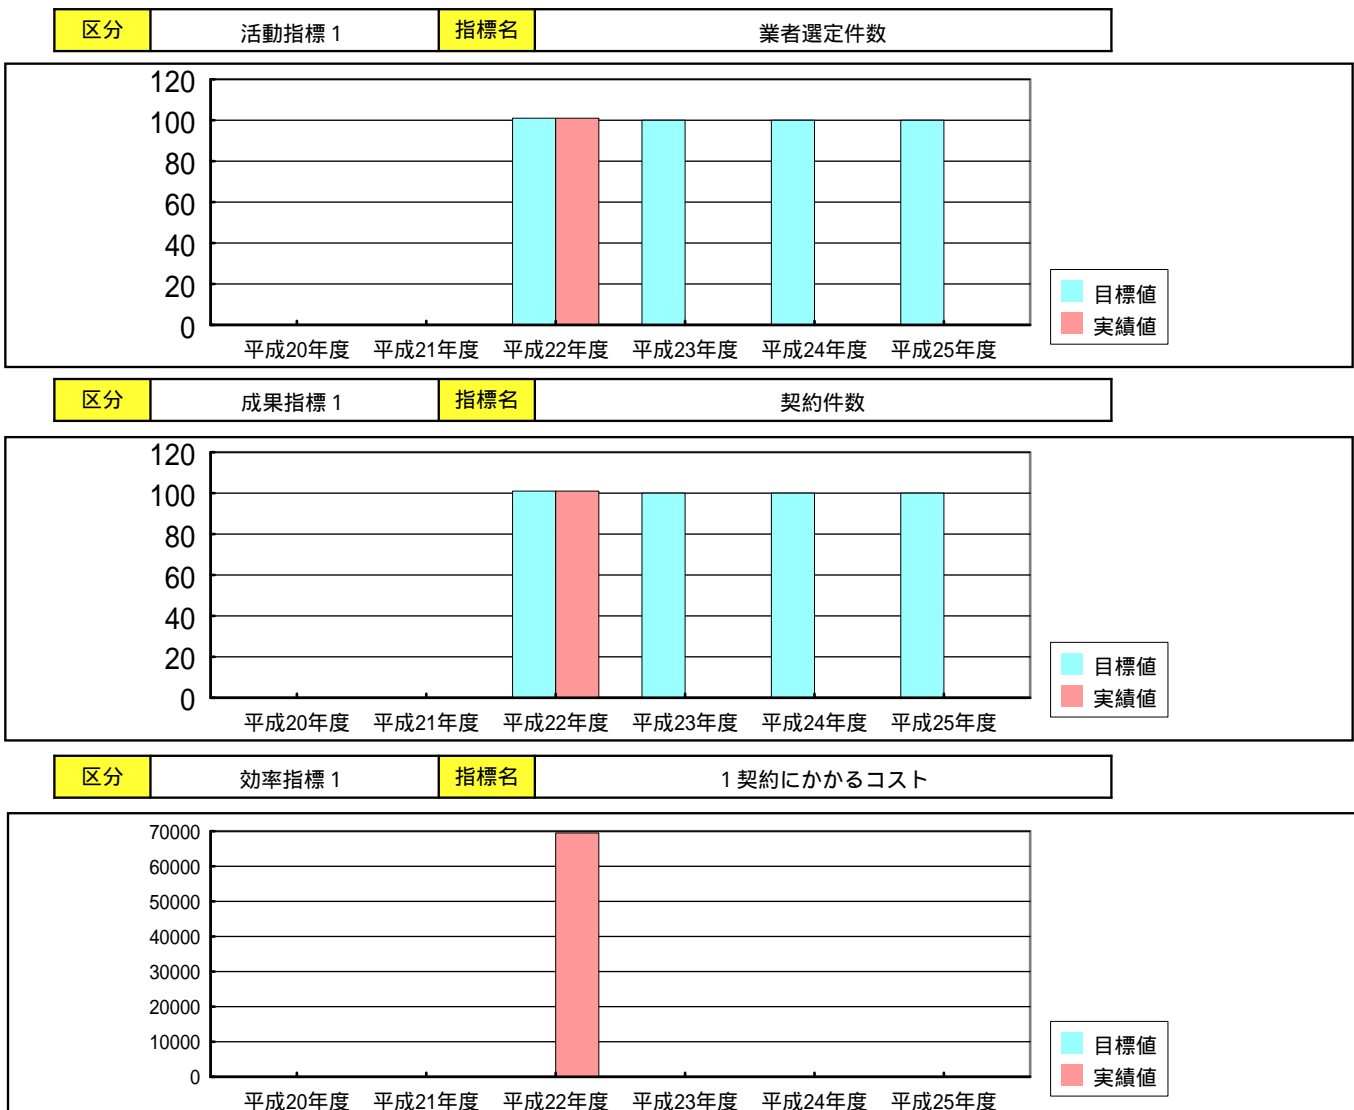 区分 活動指標１ 指標名 業者選定件数
120
100
80
60
40
20
0
平成20年度 平成21年度 平成22年度 平成23年度 平成24年度 平成25年度
目標値
実績値
区分 成果指標１ 指標名 契約件数
120
100
80
60
40
20
0
平成20年度 平成21年度 平成22年度 平成23年度 平成24年度 平成25年度
目標値
実績値
区分 効率指標１ 指標名 １契約にかかるコスト
70000
60000
50000
40000
30000
20000
10000
0
平成20年度 平成21年度 平成22年度 平成23年度 平成24年度 平成25年度
目標値
実績値